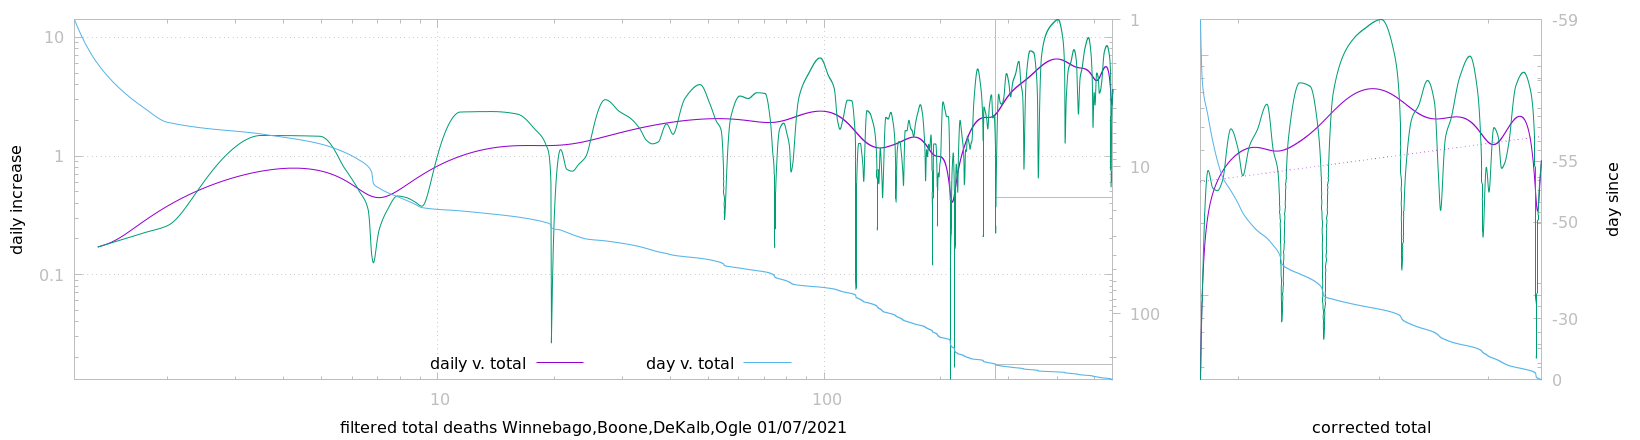 daily increase
10
1
0.1
1
10
100
daily v. total
day v. total
10
100
filtered total deaths Winnebago,Boone,DeKalb,Ogle 01/07/2021
-59
-55
-50
-30
0
day since
corrected total